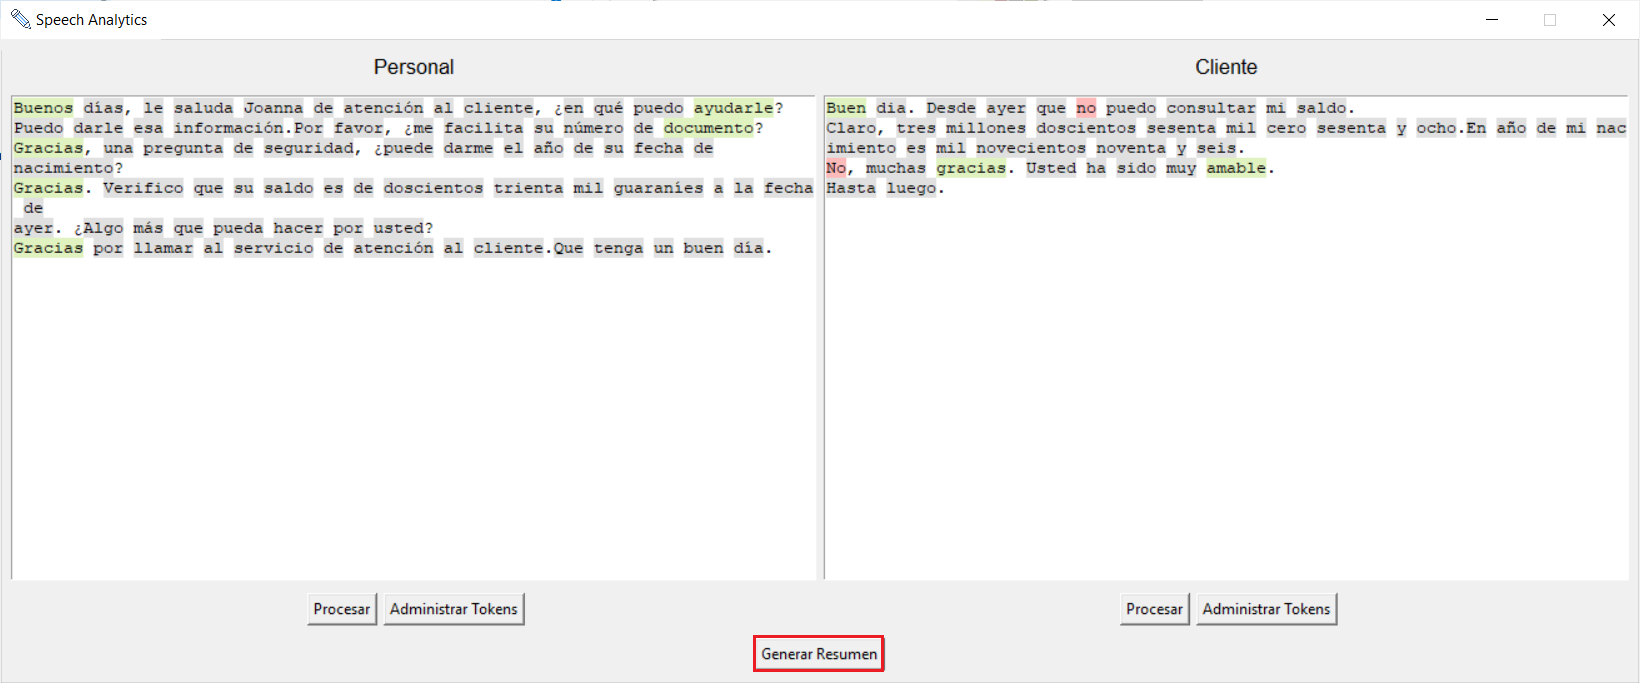 Speech Analytics
Personal
Buenos días, le saluda Joanna de atención al cliente, ¿en qué puedo ayudarle?
Puedo darle esa información.Por favor, ¿me facilita su número de documento?
Gracias, una pregunta de seguridad, ¿puede darme el año de su fecha de
nacimiento?
Gracias. Verifico que su saldo es de doscientos trienta mil guaraníes a la fecha
de
ayer. ¿Algo más que pueda hacer por usted?
Gracias por llamar al servicio de atención al cliente.Que tenga un buen día.
Procesar
Administrar Tokens
Cliente
Buen dia. Desde ayer que no puedo consultar mi saldo.
Claro, tres millones doscientos sesenta mil cero sesenta y ocho.En año de mi nac
imiento es mil novecientos noventa y seis.
No, muchas gracias. Usted ha sido muy amable.
Hasta luego.
Procesar
Administrar Tokens
Generar Resumen